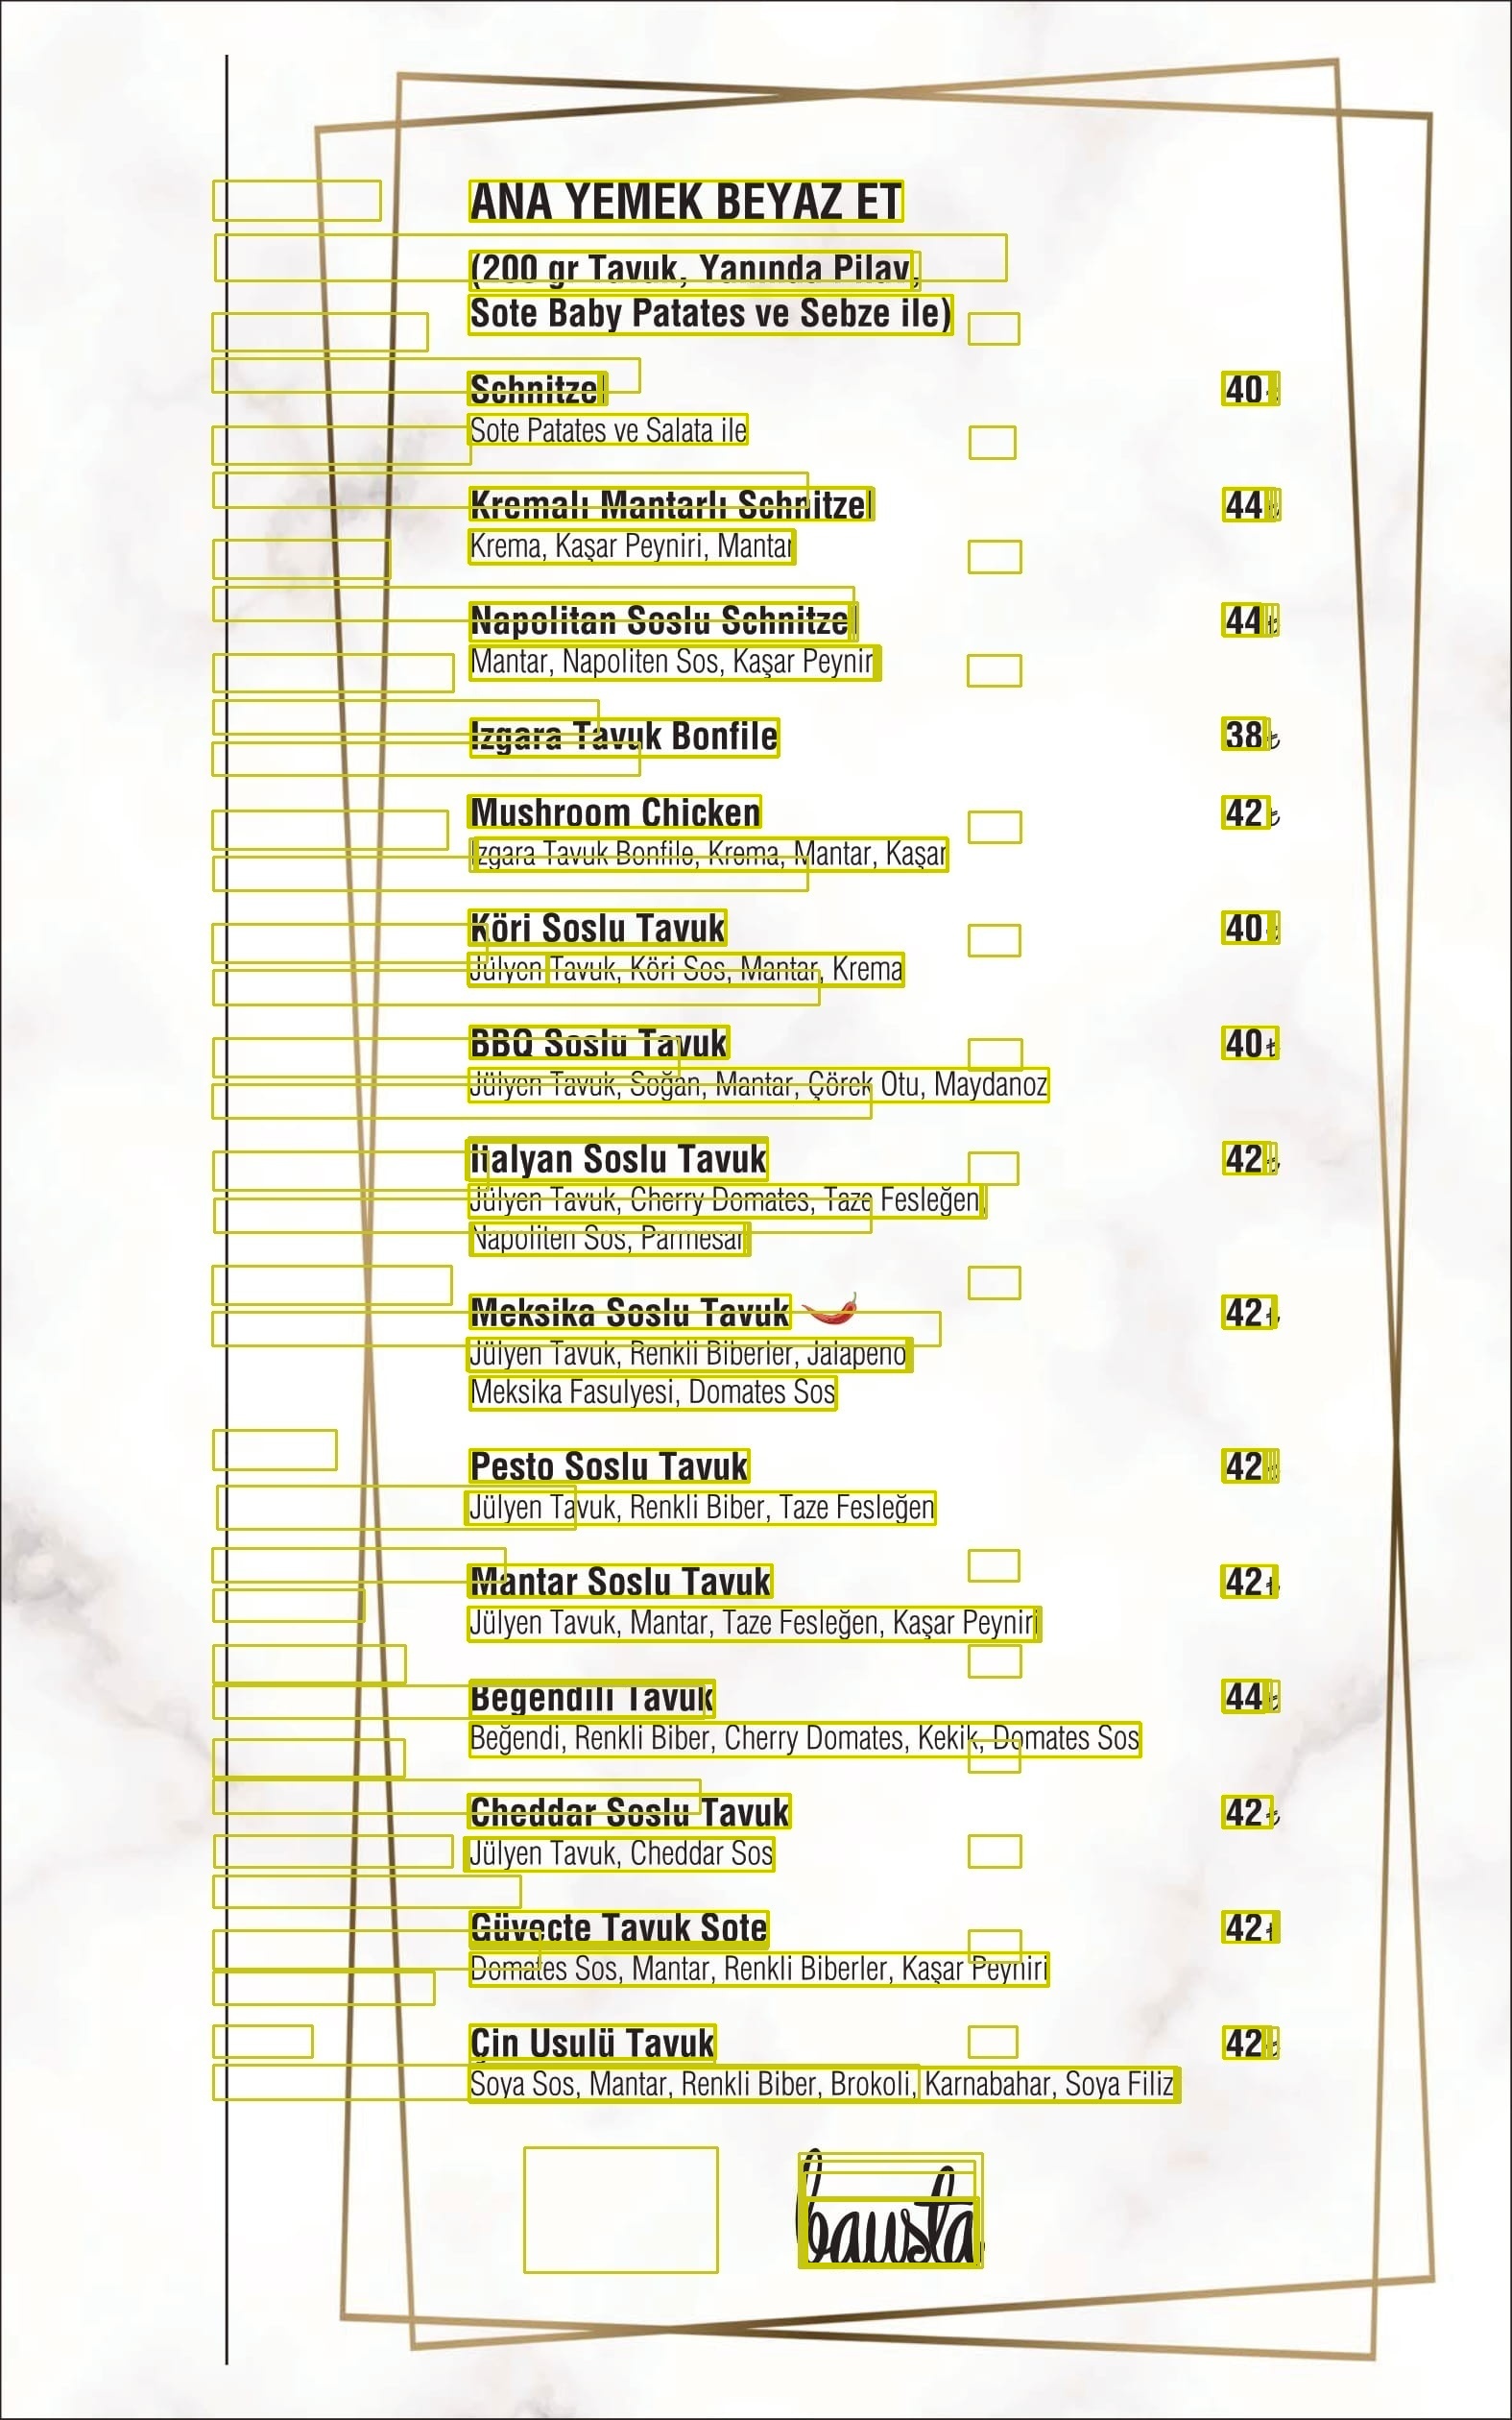 ANA YEMEK BEYAZ ET
(200 gr Tavuk, Yanında Pilav,
Sote Baby Patates ve Sebze ile)
Schnitzel 40₺
Sote Patates ve Salata ile
Kremalı Mantarlı Schnitzel 44₺
Krema, Kaşar Peyniri, Mantar
Napolitan Soslu Schnitzel 44₺
Mantar, Napoliten Sos, Kaşar Peynir
Izgara Tavuk Bonfile 38₺
Mushroom Chicken 42₺
Izgara Tavuk Bonfile, Krema, Mantar, Kaşar
Köri Soslu Tavuk 40₺
Jülyen Tavuk, Köri Sos, Mantar, Krema
BBQ Soslu Tavuk 40₺
Jülyen Tavuk, Soğan, Mantar, Çörek Otu, Maydanoz
İtalyan Soslu Tavuk 42₺
Jülyen Tavuk, Cherry Domates, Taze Fesleğen,
Napoliten Sos, Parmesan
Meksika Soslu Tavuk 42₺
Jülyen Tavuk, Renkli Biberler, Jalapeno
Meksika Fasulyesi, Domates Sos
Pesto Soslu Tavuk 42₺
Jülyen Tavuk, Renkli Biber, Taze Fesleğen
Mantar Soslu Tavuk 42₺
Jülyen Tavuk, Mantar, Taze Fesleğen, Kaşar Peyniri
Beğendili Tavuk 44₺
Beğendi, Renkli Biber, Cherry Domates, Kekik, Domates Sos
Cheddar Soslu Tavuk 42₺
Jülyen Tavuk, Cheddar Sos
Güveçte Tavuk Sote 42₺
Domates Sos, Mantar, Renkli Biberler, Kaşar Peyniri
Çin Usulü Tavuk 42₺
Soya Sos, Mantar, Renkli Biber, Brokoli, Karnabahar, Soya Filiz
bausta